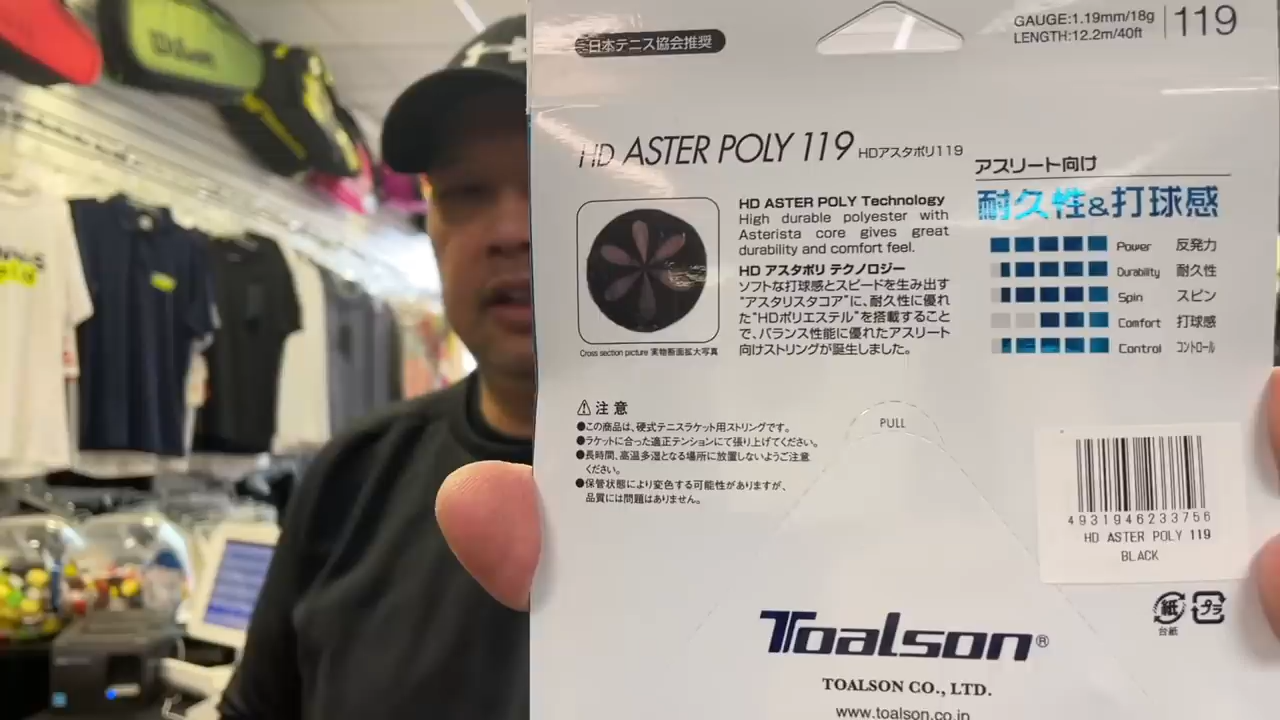 Wilson
日本テニス協会推奨
GAUGE:1.19mm/18g
LENGTH:12.2m/40ft
119
HD ASTER POLY 119 HDアスタポリ119
アスリート向け
耐久性&打球感
HD ASTER POLY Technology
High durable polyester with
Asterista core gives great
durability and comfort feel.
HD アスタポリ テクノロジー
ソフトな打球感とスピードを生み出す
"アスタリスタコア"に、耐久性に優れ
た"HDポリエステル"を搭載すること
で、バランス性能に優れたアスリート
向けストリングが誕生しました。
Power 反発力
Durability 耐久性
Spin スピン
Comfort 打球感
Control コントロール
Cross section picture 実物断面拡大写真
注意
●この商品は、硬式テニスラケット用ストリングです。
●ラケットに合った適正テンションにて張り上げてください。
●長時間、高温多湿となる場所に放置しないようご注意
ください。
●保管状態により変色する可能性がありますが、
品質には問題はありません。
PULL
4931946233756
HD ASTER POLY 119
BLACK
紙
台紙
プラ
Toalson®
TOALSON CO., LTD.
www.toalson.co.jp